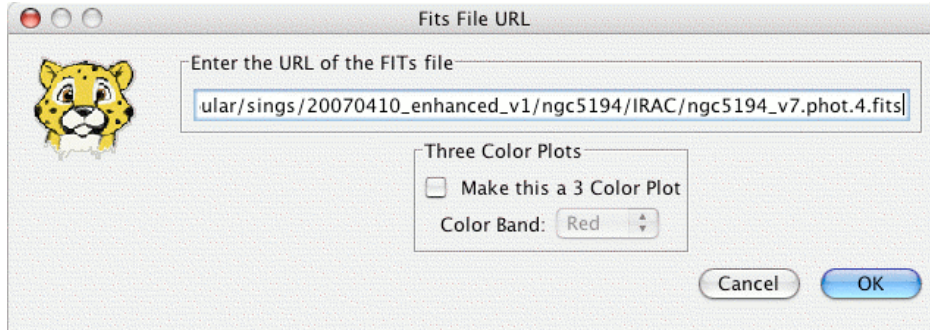 Fits File URL
Enter the URL of the FITs file
ular/sings/20070410_enhanced_v1/ngc5194/IRAC/ngc5194_v7.phot.4.fits
Three Color Plots
Make this a 3 Color Plot
Color Band: Red
Cancel OK